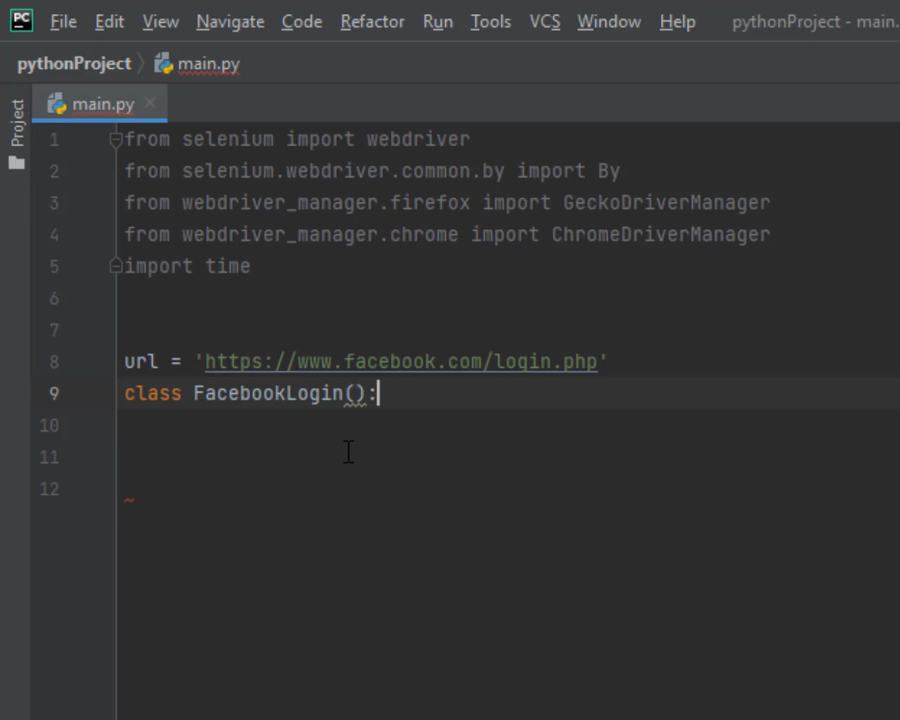 PC File Edit View Navigate Code Refactor Run Tools VCS Window Help pythonProject - main.
pythonProject main.py
main.py
Project
1 from selenium import webdriver
2 from selenium.webdriver.common.by import By
3 from webdriver_manager.firefox import GeckoDriverManager
4 from webdriver_manager.chrome import ChromeDriverManager
5 import time
6
7
8 url = 'https://www.facebook.com/login.php'
9 class FacebookLogin():
10
11
12